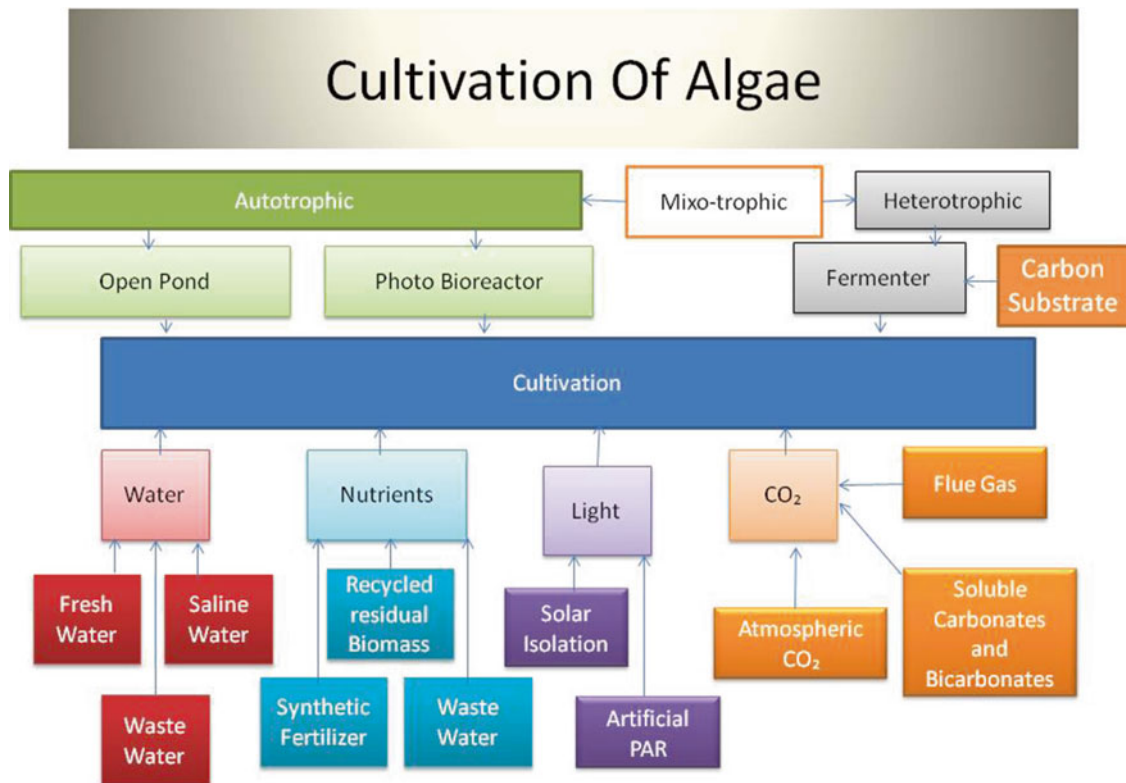 Cultivation Of Algae
Autotrophic
Mixo-trophic
Heterotrophic
Open Pond
Photo Bioreactor
Fermenter
Carbon
Substrate
Cultivation
Water
Nutrients
Light
CO₂
Flue Gas
Fresh
Water
Saline
Water
Recycled
residual
Biomass
Solar
Isolation
Atmospheric
CO₂
Soluble
Carbonates
and
Bicarbonates
Waste
Water
Synthetic
Fertilizer
Waste
Water
Artificial
PAR